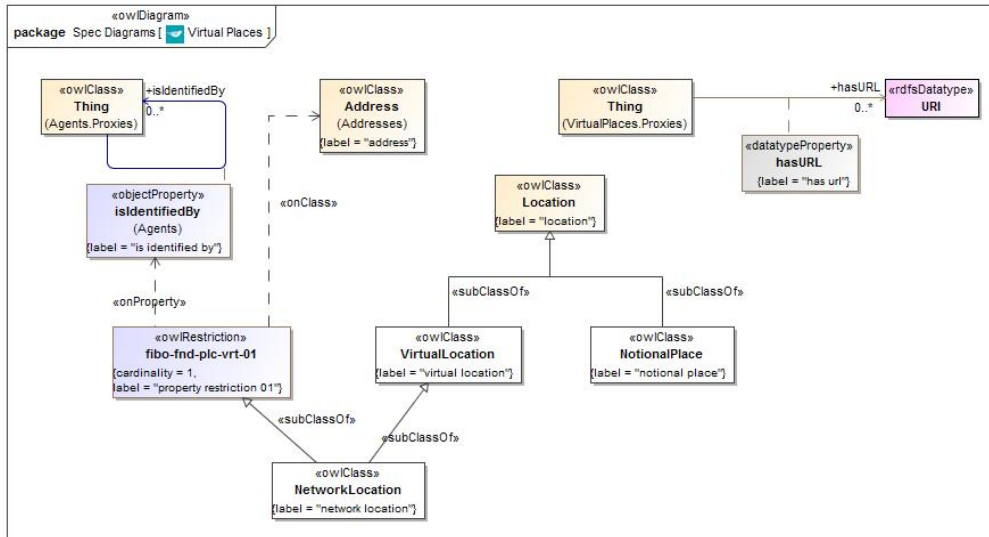 «owlDiagram»
package Spec Diagrams [ Virtual Places ]
«owlClass»
Thing
(Agents.Proxies)
+isIdentifiedBy
0..*
«owlClass»
Address
(Addresses)
{label = "address"}
«owlClass»
Thing
(VirtualPlaces.Proxies)
+hasURL
0..*
«rdfsDatatype»
URI
«datatypeProperty»
hasURL
{label = "has url"}
«objectProperty»
isIdentifiedBy
(Agents)
{label = "is identified by"}
«onClass»
«owlClass»
Location
{label = "location"}
«onProperty»
«subClassOf»
«subClassOf»
«owlRestriction»
fibo-fnd-plc-vrt-01
{cardinality = 1,
label = "property restriction 01"}
«owlClass»
VirtualLocation
{label = "virtual location"}
«owlClass»
NotionalPlace
{label = "notional place"}
«subClassOf»
«subClassOf»
«owlClass»
NetworkLocation
{label = "network location"}